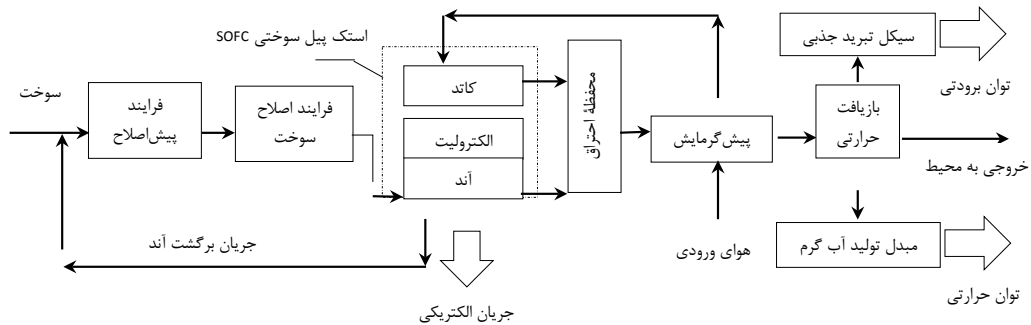 سوخت
فرایند
پیش‌اصلاح
فرایند اصلاح
سوخت
استک پیل سوختی SOFC
کاتد
الکترولیت
آند
محفظهٔ احتراق
پیش‌گرمایش
هوای ورودی
بازیافت
حرارتی
سیکل تبرید جذبی
توان برودتی
خروجی به محیط
مبدل تولید آب گرم
توان حرارتی
جریان برگشت آند
جریان الکتریکی